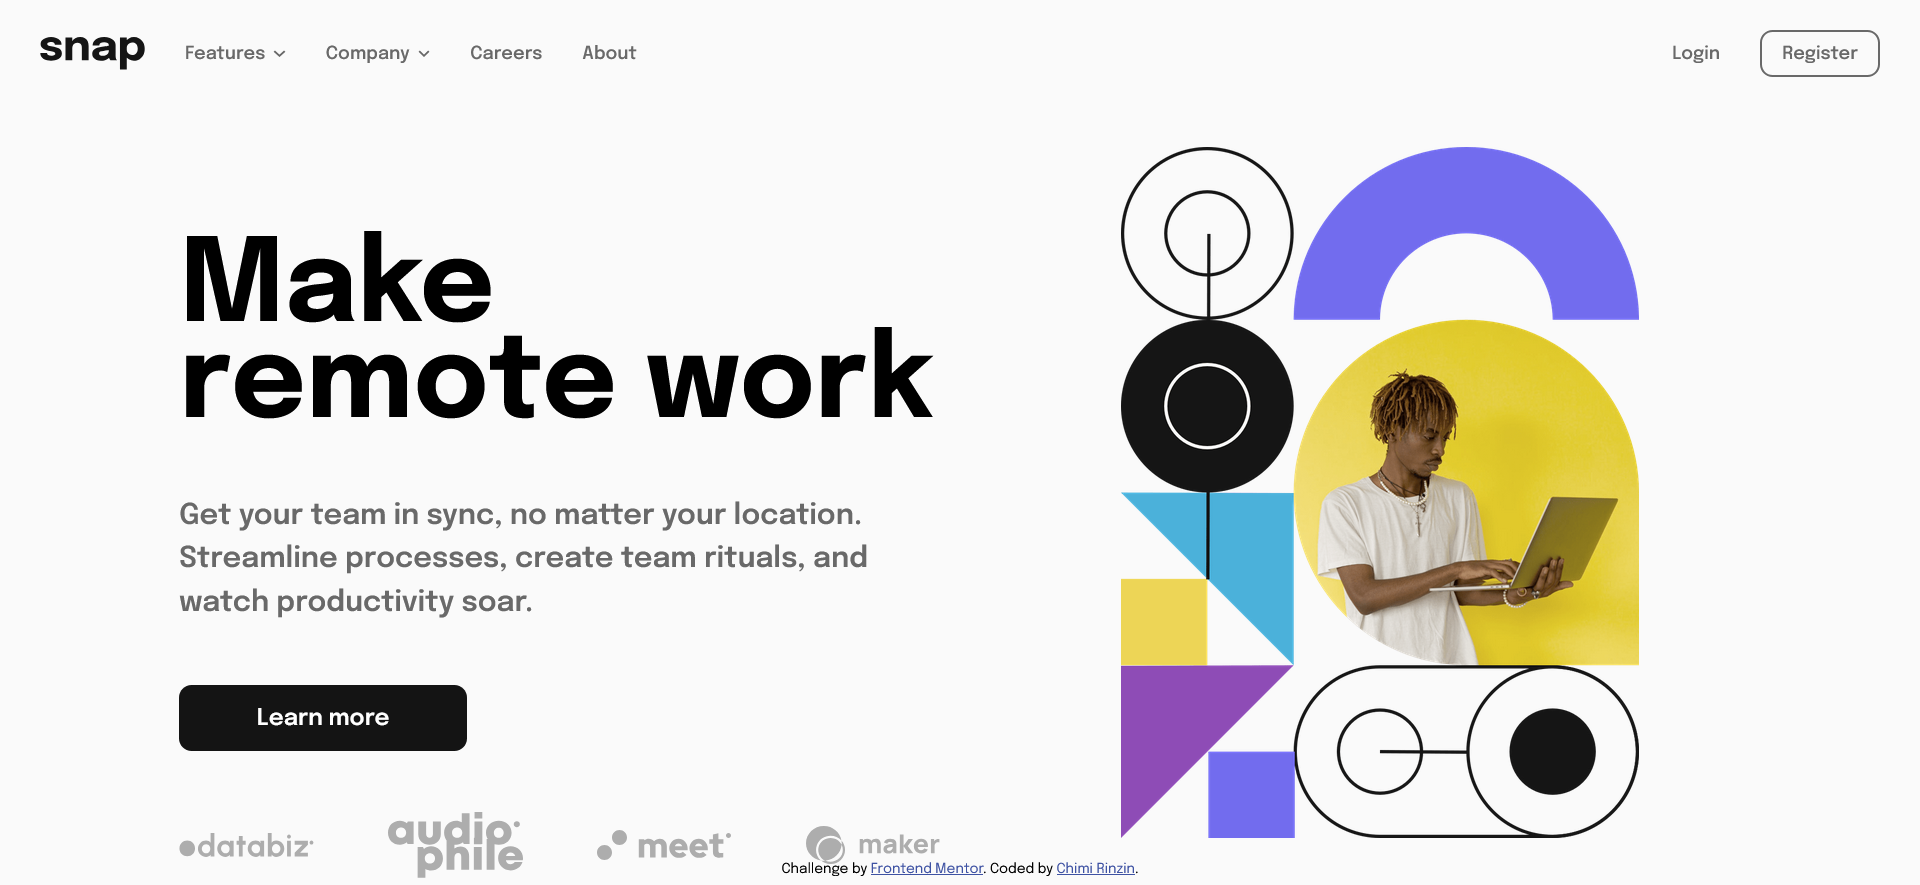 snap
Features
Company
Careers
About
Login
Register
Make
remote work
Get your team in sync, no matter your location.
Streamline processes, create team rituals, and
watch productivity soar.
Learn more
databiz
audio
phile
meet
maker
Challenge by Frontend Mentor. Coded by Chimi Rinzin.